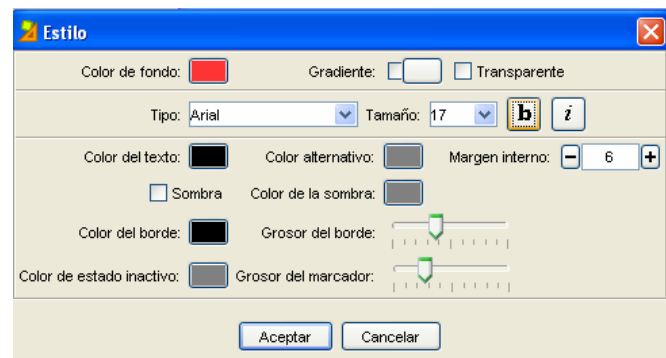 Estilo
Color de fondo: Gradiente: Transparente
Tipo: Arial Tamaño: 17 b i
Color del texto: Color alternativo: Margen interno: 6
Sombra Color de la sombra:
Color del borde: Grosor del borde:
Color de estado inactivo: Grosor del marcador:
Aceptar Cancelar